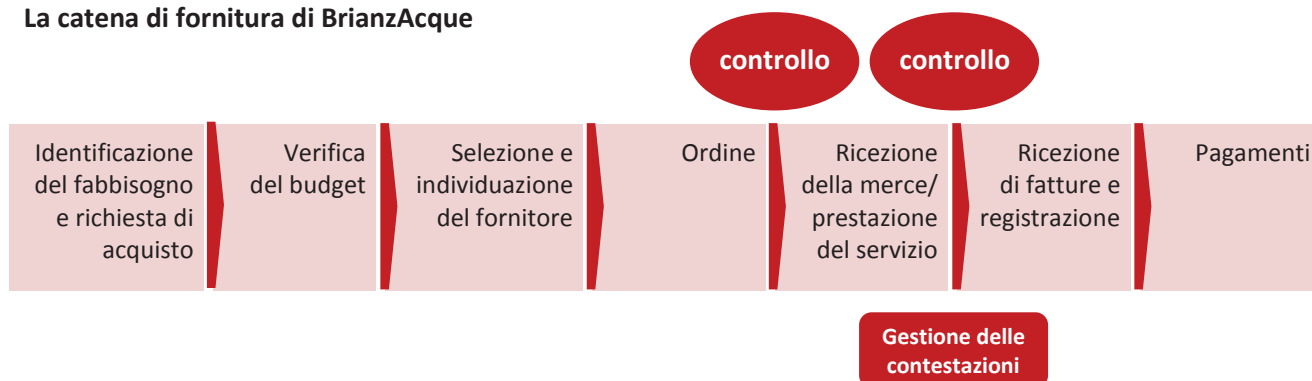 La catena di fornitura di BrianzAcque
controllo
controllo
Identificazione
del fabbisogno
e richiesta di
acquisto
Verifica
del budget
Selezione e
individuazione
del fornitore
Ordine
Ricezione
della merce/
prestazione
del servizio
Ricezione
di fatture e
registrazione
Pagamenti
Gestione delle
contestazioni